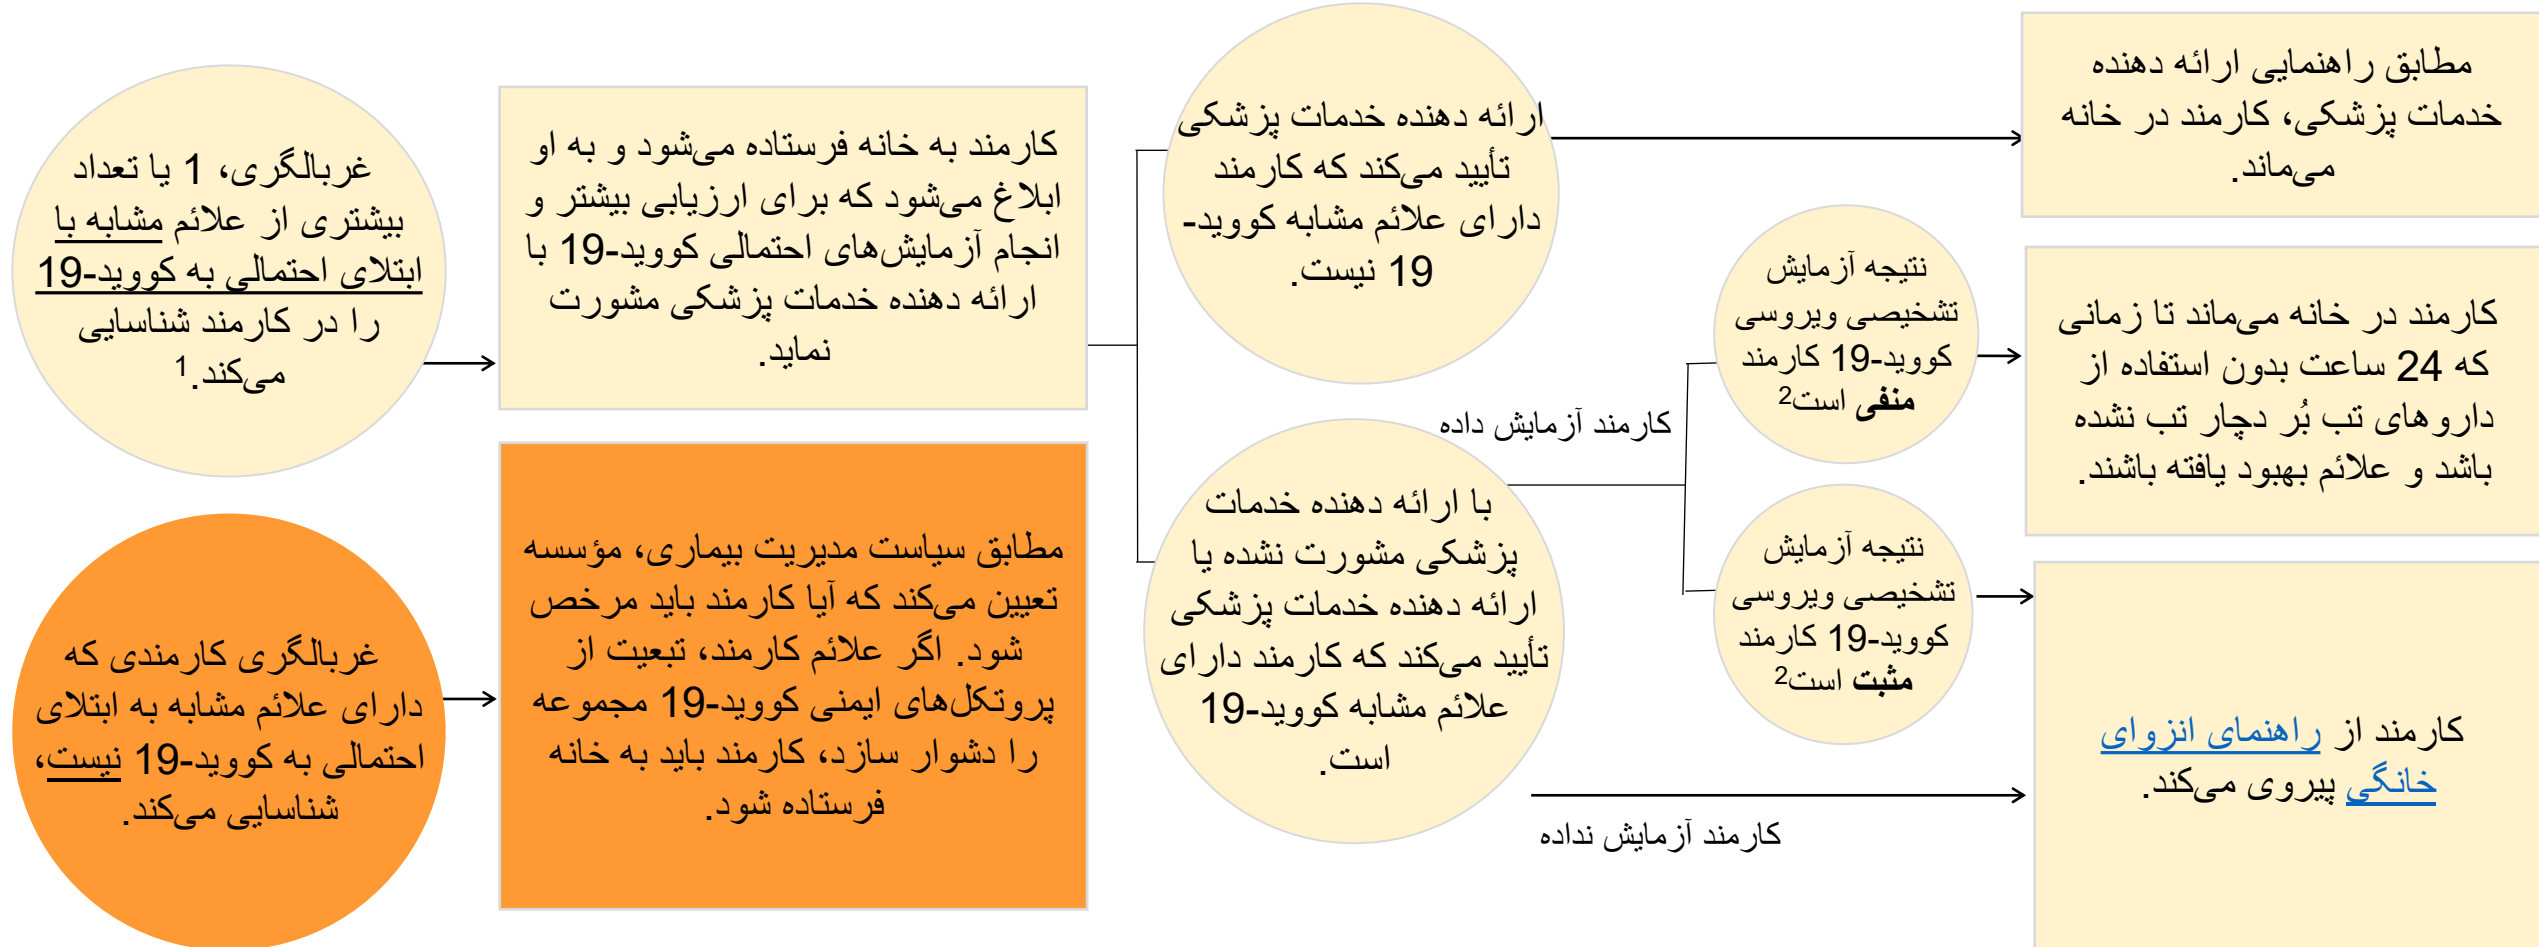 غربالگری، 1 یا تعداد
بیشتری از علائم مشابه با
ابتلای احتمالی به کووید-19
را در کارمند شناسایی
می‌کند.1
کارمند به خانه فرستاده می‌شود و به او
ابلاغ می‌شود که برای ارزیابی بیشتر و
انجام آزمایش‌های احتمالی کووید-19 با
ارائه دهنده خدمات پزشکی مشورت
نماید.
ارائه دهنده خدمات پزشکی
تأیید می‌کند که کارمند
دارای علائم مشابه کووید-
19 نیست.
مطابق راهنمایی ارائه دهنده
خدمات پزشکی، کارمند در خانه
می‌ماند.
با ارائه دهنده خدمات
پزشکی مشورت نشده یا
ارائه دهنده خدمات پزشکی
تأیید می‌کند که کارمند دارای
علائم مشابه کووید-19
است.
کارمند آزمایش داده
نتیجه آزمایش
تشخیصی ویروسی
کووید-19 کارمند
منفی است2
کارمند در خانه می‌ماند تا زمانی
که 24 ساعت بدون استفاده از
داروهای تب بُر دچار تب نشده
باشد و علائم بهبود یافته باشند.
نتیجه آزمایش
تشخیصی ویروسی
کووید-19 کارمند
مثبت است2
کارمند از راهنمای انزوای
خانگی پیروی می‌کند.
کارمند آزمایش نداده
غربالگری کارمندی که
دارای علائم مشابه به ابتلای
احتمالی به کووید-19 نیست،
شناسایی می‌کند.
مطابق سیاست مدیریت بیماری، مؤسسه
تعیین می‌کند که آیا کارمند باید مرخص
شود. اگر علائم کارمند، تبعیت از
پروتکل‌های ایمنی کووید-19 مجموعه
را دشوار سازد، کارمند باید به خانه
فرستاده شود.